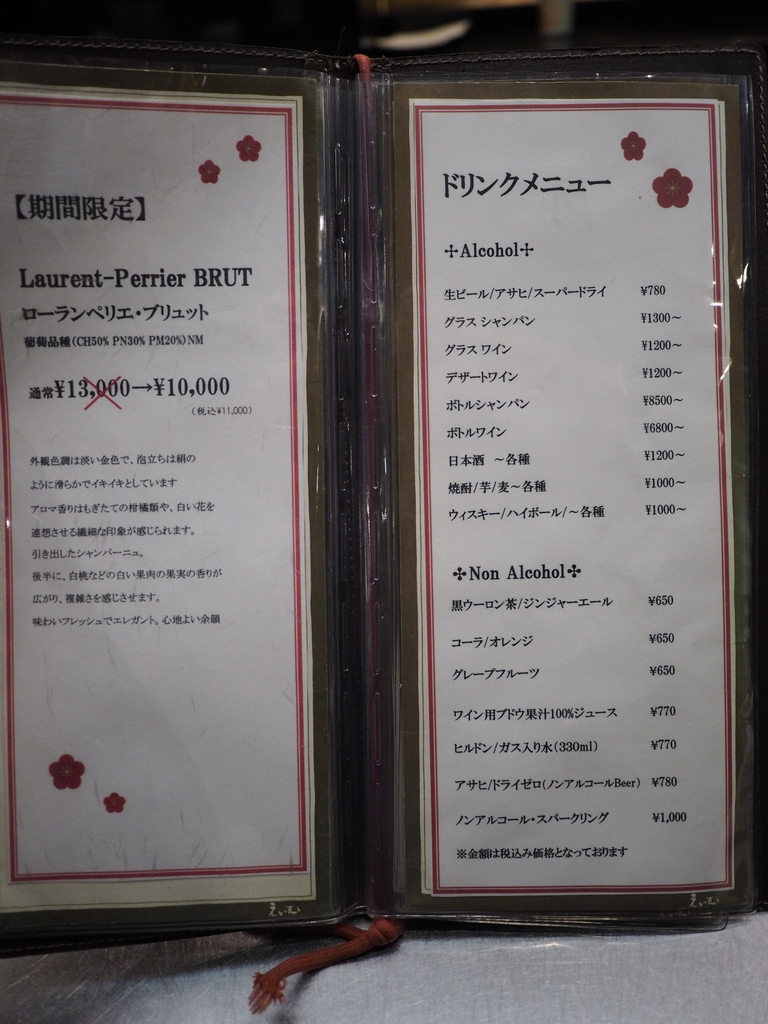 【期間限定】
Laurent-Perrier BRUT
ローランペリエ・ブリュット
葡萄品種(CH50% PN30% PM20%)NM
通常¥13,000→¥10,000
(税込¥11,000)
外観色調は淡い金色で、泡立ちは絹の
ように滑らかでイキイキとしています
アロマ香りはもぎたての柑橘類や、白い花を
連想させる繊細な印象が感じられます。
引き出したシャンパーニュ。
後半に、白桃などの白い果肉の果実の香りが
広がり、複雑さを感じさせます。
味わいフレッシュでエレガント。心地よい余韻
ドリンクメニュー
✢Alcohol✢
生ビール/アサヒ/スーパードライ ¥780
グラス シャンパン ¥1300～
グラス ワイン ¥1200～
デザートワイン ¥1200～
ボトルシャンパン ¥8500～
ボトルワイン ¥6800～
日本酒 ～各種 ¥1200～
焼酎/芋/麦～各種 ¥1000～
ウィスキー/ハイボール/～各種 ¥1000～
✣Non Alcohol✣
黒ウーロン茶/ジンジャーエール ¥650
コーラ/オレンジ ¥650
グレープフルーツ ¥650
ワイン用ブドウ果汁100%ジュース ¥770
ヒルドン/ガス入り水(330ml) ¥770
アサヒ/ドライゼロ(ノンアルコールBeer) ¥780
ノンアルコール・スパークリング ¥1,000
※金額は税込み価格となっております